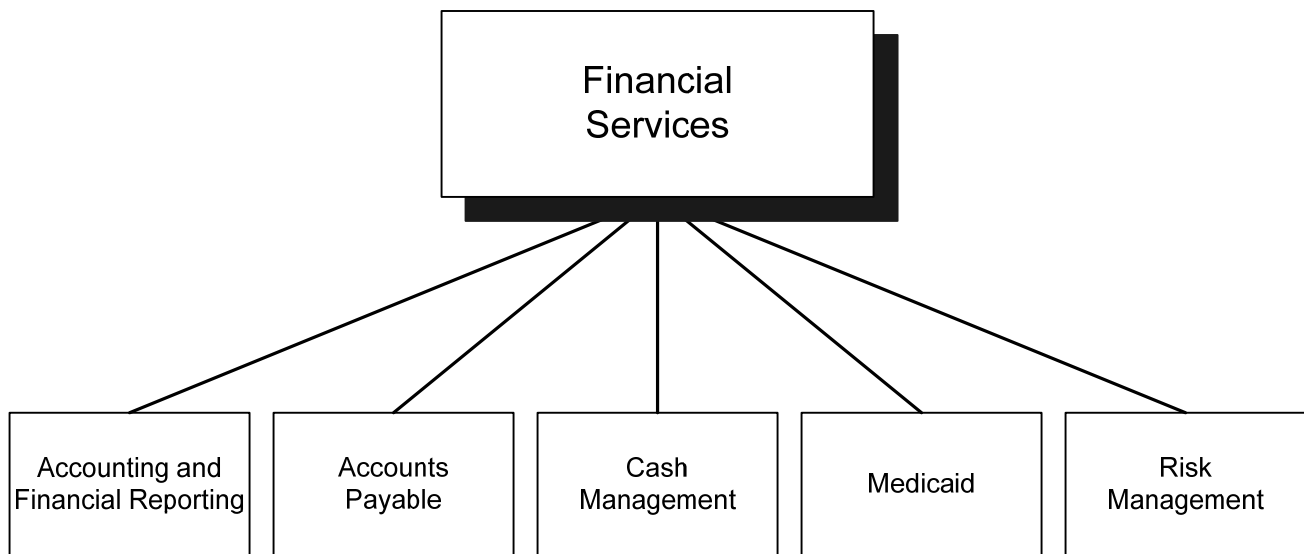 Financial
Services
Accounting and
Financial Reporting
Accounts
Payable
Cash
Management
Medicaid
Risk
Management